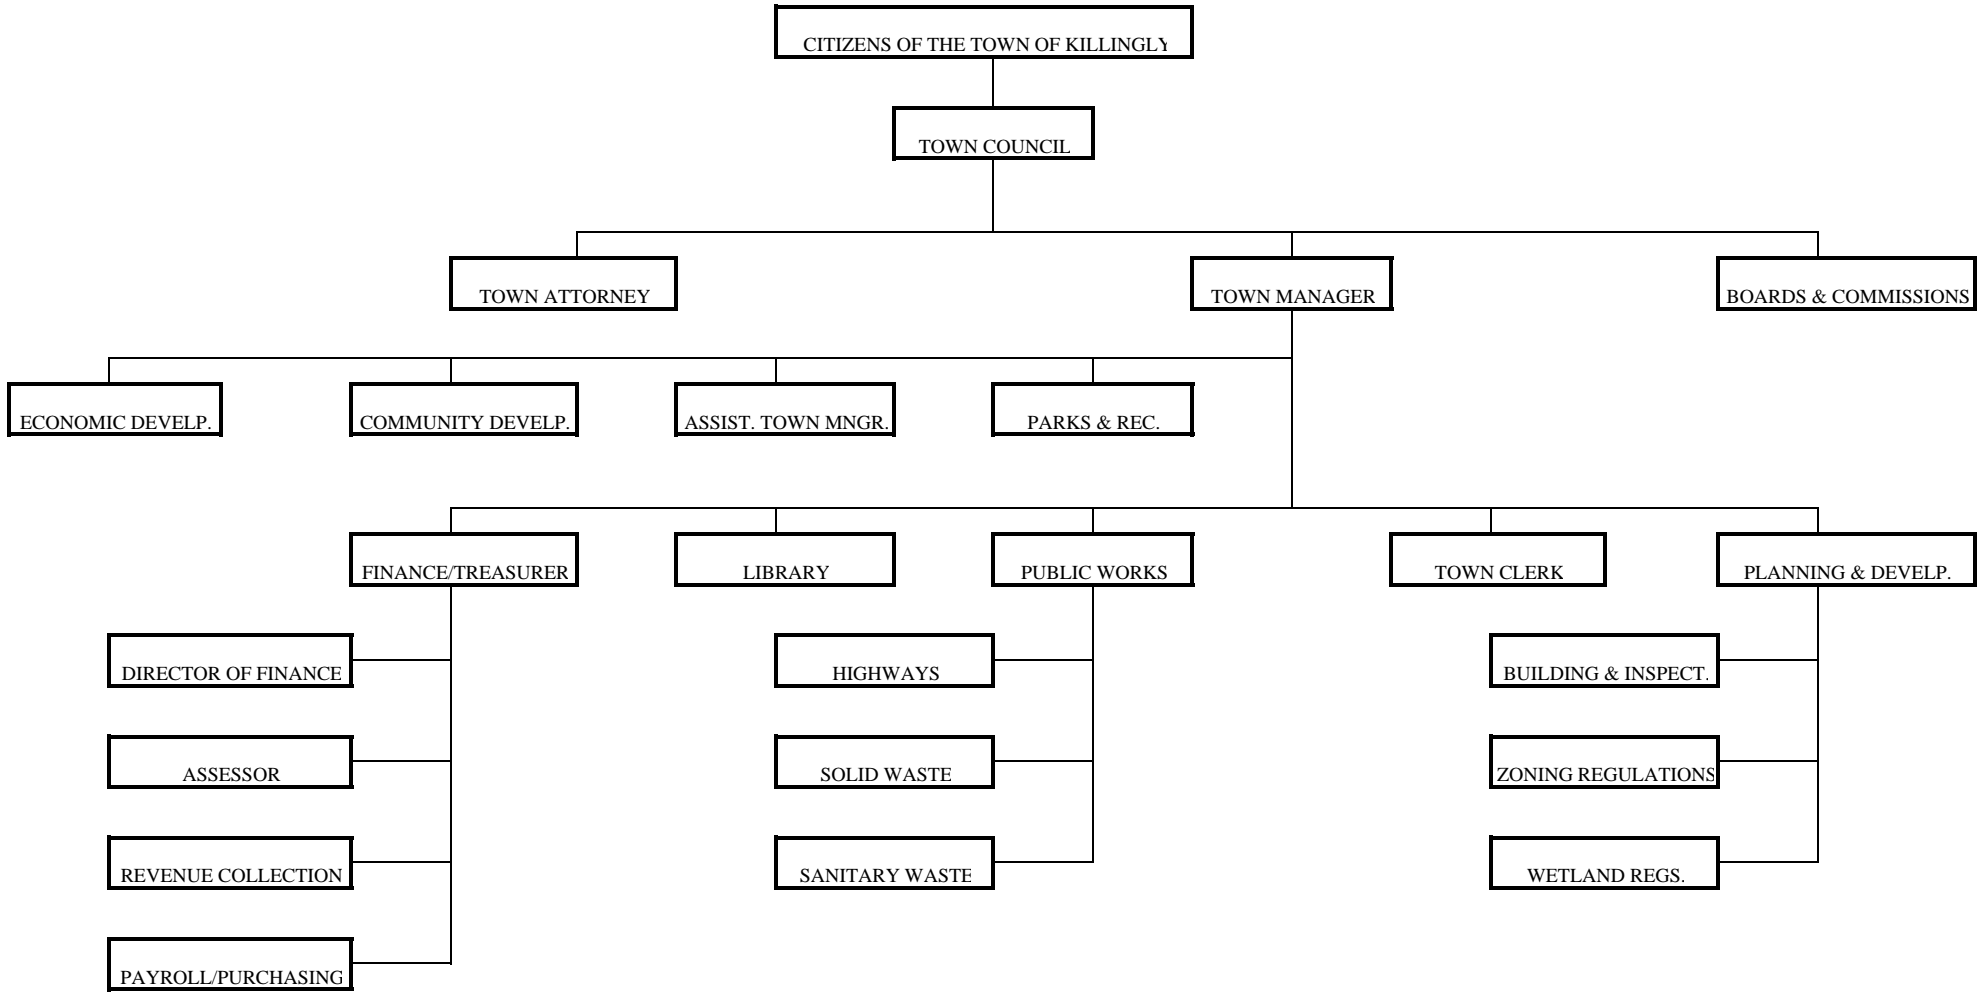 CITIZENS OF THE TOWN OF KILLINGLY
TOWN COUNCIL
TOWN ATTORNEY
TOWN MANAGER
BOARDS & COMMISSIONS
ECONOMIC DEVELP.
COMMUNITY DEVELP.
ASSIST. TOWN MNGR.
PARKS & REC.
FINANCE/TREASURER
LIBRARY
PUBLIC WORKS
TOWN CLERK
PLANNING & DEVELP.
DIRECTOR OF FINANCE
HIGHWAYS
BUILDING & INSPECT.
ASSESSOR
SOLID WASTE
ZONING REGULATIONS
REVENUE COLLECTION
SANITARY WASTE
WETLAND REGS.
PAYROLL/PURCHASING